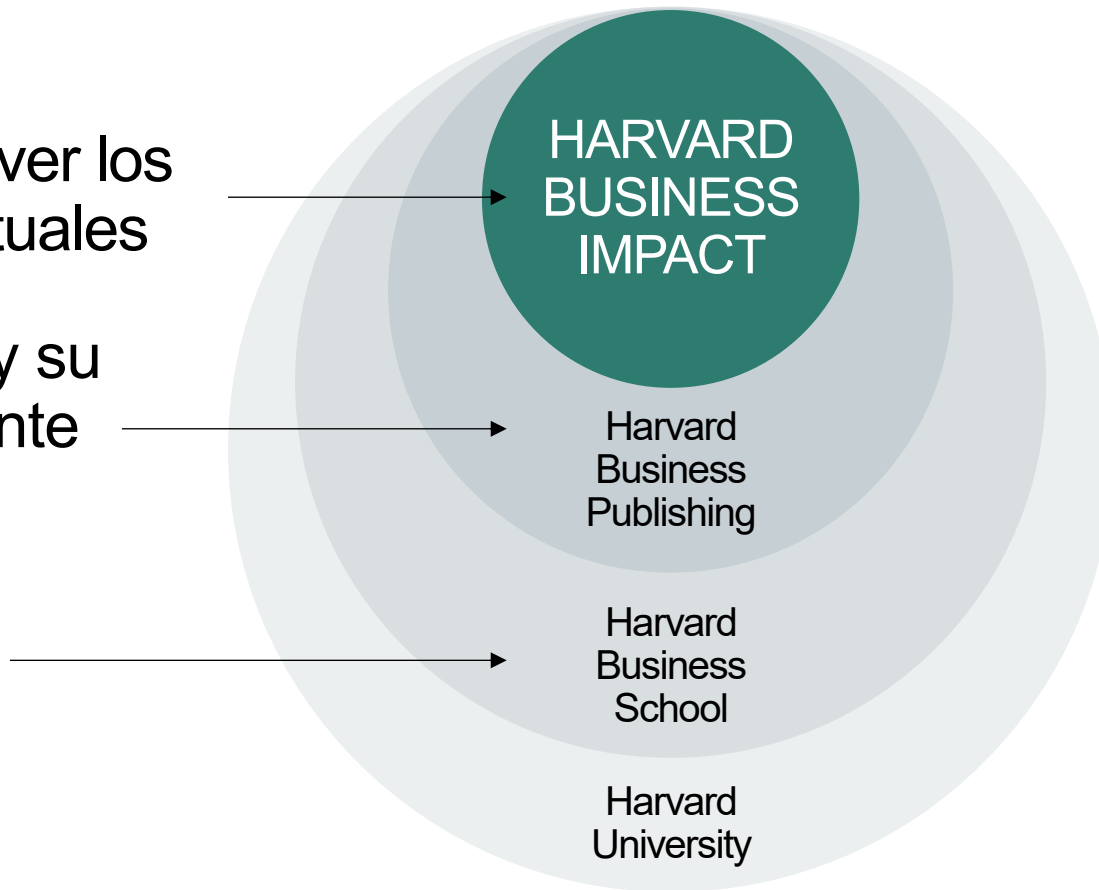 HARVARD
BUSINESS
IMPACT
ver los
tuales
y su
nte
Harvard
Business
Publishing
Harvard
Business
School
Harvard
University